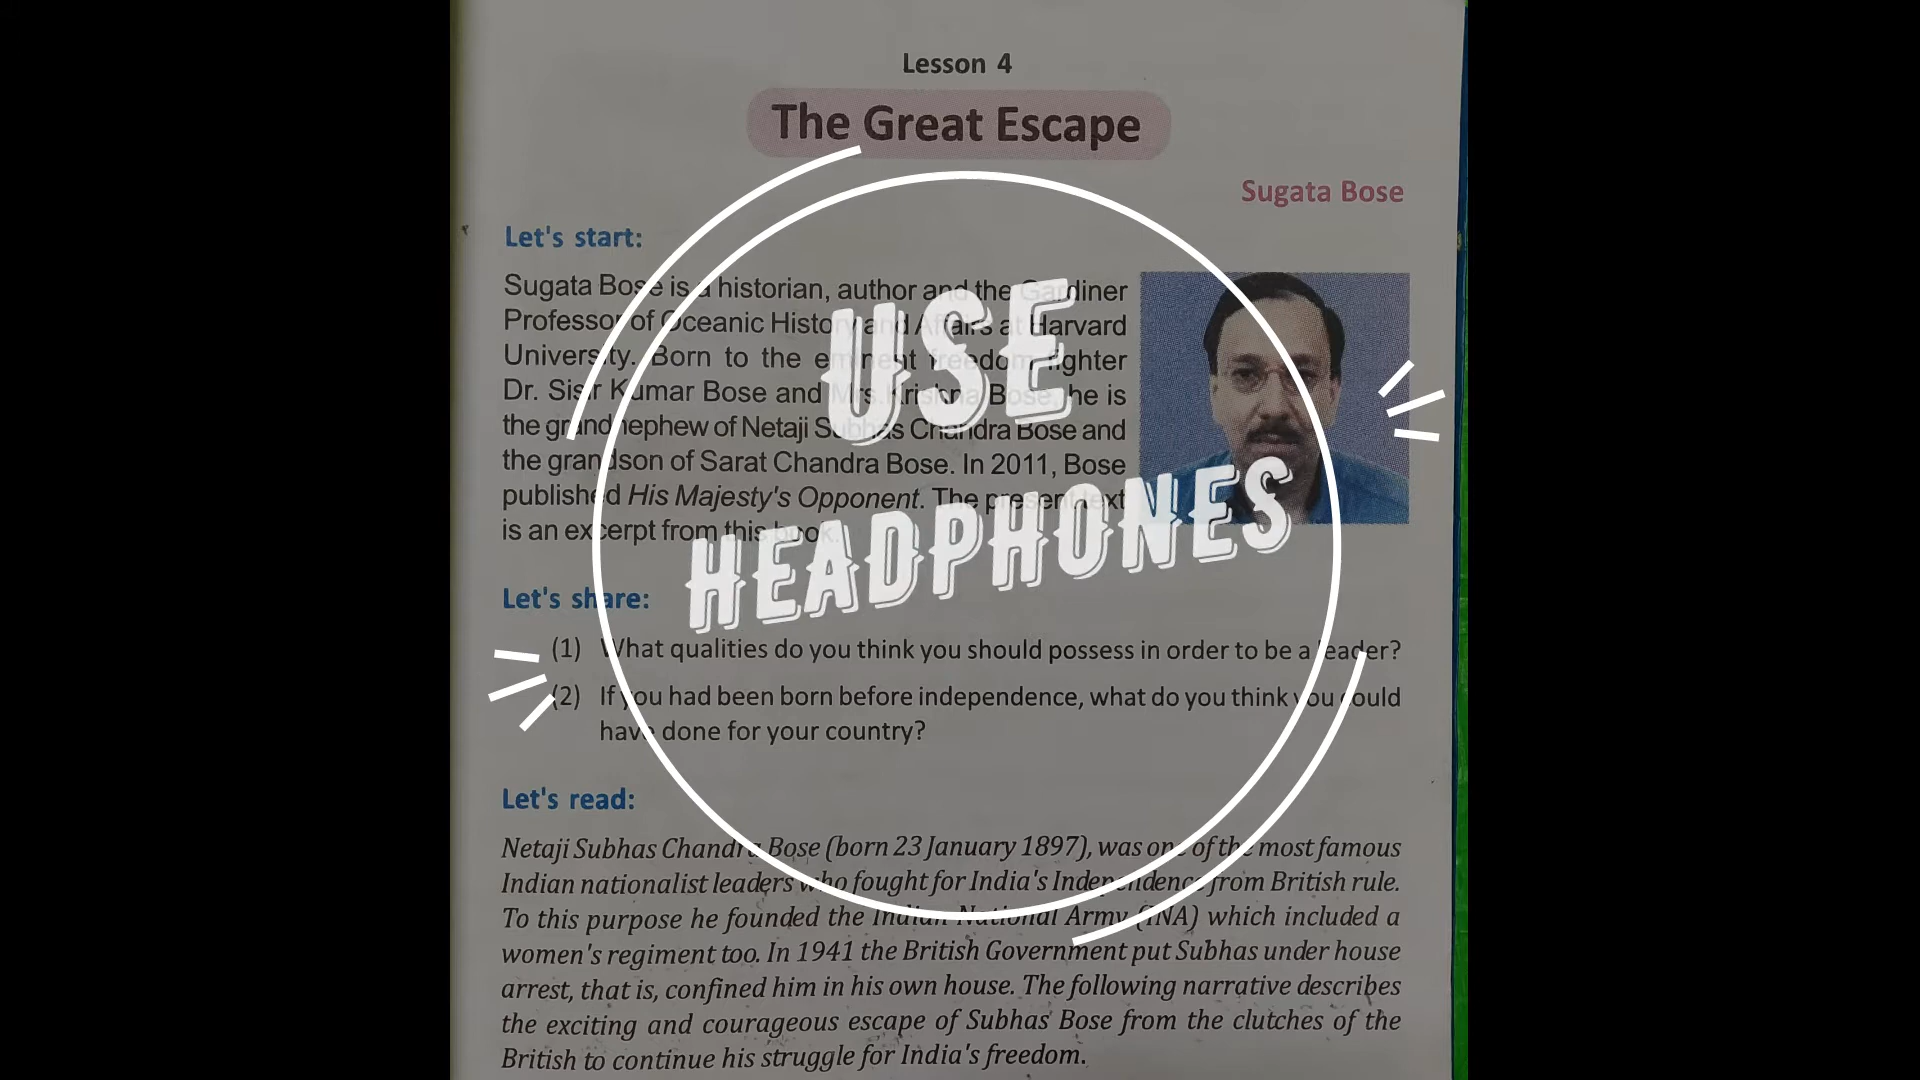 Lesson 4
The Great Escape
Sugata Bose
Let's start:
Sugata Bose is a historian, author and the Gardiner
Professor of Oceanic History and Affairs at Harvard
University. Born to the eminent freedom fighter
Dr. Sisir Kumar Bose and Mrs. Krishna Bose, he is
the grandnephew of Netaji Subhas Chandra Bose and
the grandson of Sarat Chandra Bose. In 2011, Bose
published His Majesty's Opponent. The present text
is an excerpt from this book.
USE
HEADPHONES
Let's share:
(1) What qualities do you think you should possess in order to be a leader?
(2) If you had been born before independence, what do you think you could
have done for your country?
Let's read:
Netaji Subhas Chandra Bose (born 23 January 1897), was one of the most famous
Indian nationalist leaders who fought for India's Independence from British rule.
To this purpose he founded the Indian National Army (INA) which included a
women's regiment too. In 1941 the British Government put Subhas under house
arrest, that is, confined him in his own house. The following narrative describes
the exciting and courageous escape of Subhas Bose from the clutches of the
British to continue his struggle for India's freedom.